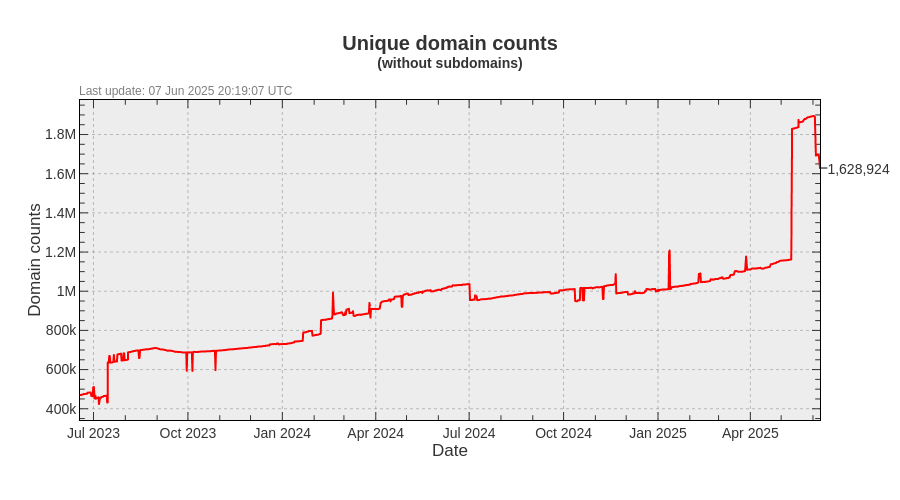 Unique domain counts
(without subdomains)
Last update: 07 Jun 2025 20:19:07 UTC
1.8M
1.6M
1,628,924
1.4M
1.2M
1M
800k
600k
400k
Domain counts
Jul 2023 Oct 2023 Jan 2024 Apr 2024 Jul 2024 Oct 2024 Jan 2025 Apr 2025
Date